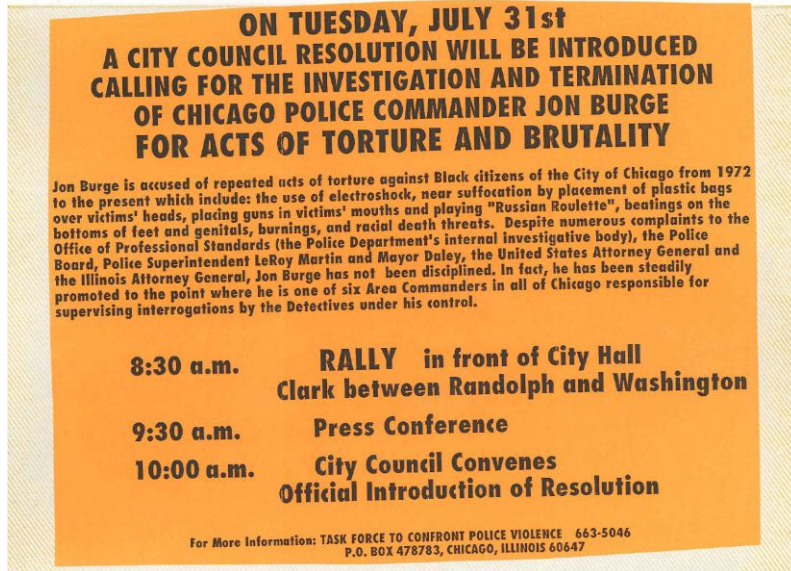 ON TUESDAY, JULY 31st
A CITY COUNCIL RESOLUTION WILL BE INTRODUCED
CALLING FOR THE INVESTIGATION AND TERMINATION
OF CHICAGO POLICE COMMANDER JON BURGE
FOR ACTS OF TORTURE AND BRUTALITY
Jon Burge is accused of repeated acts of torture against Black citizens of the City of Chicago from 1972
to the present which include: the use of electroshock, near suffocation by placement of plastic bags
over victims' heads, placing guns in victims' mouths and playing "Russian Roulette", beatings on the
bottoms of feet and genitals, burnings, and racial death threats. Despite numerous complaints to the
Office of Professional Standards (the Police Department's internal investigative body), the Police
Board, Police Superintendent LeRoy Martin and Mayor Daley, the United States Attorney General and
the Illinois Attorney General, Jon Burge has not been disciplined. In fact, he has been steadily
promoted to the point where he is one of six Area Commanders in all of Chicago responsible for
supervising interrogations by the Detectives under his control.
8:30 a.m. RALLY in front of City Hall
Clark between Randolph and Washington
9:30 a.m. Press Conference
10:00 a.m. City Council Convenes
Official Introduction of Resolution
For More Information: TASK FORCE TO CONFRONT POLICE VIOLENCE 663-5046
P.O. BOX 478783, CHICAGO, ILLINOIS 60647